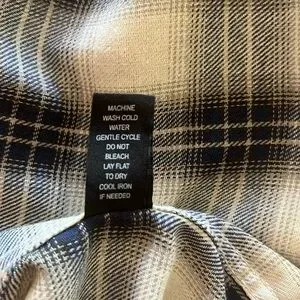 MACHINE
WASH COLD
WATER
GENTLE CYCLE
DO NOT
BLEACH
LAY FLAT
TO DRY
COOL IRON
IF NEEDED